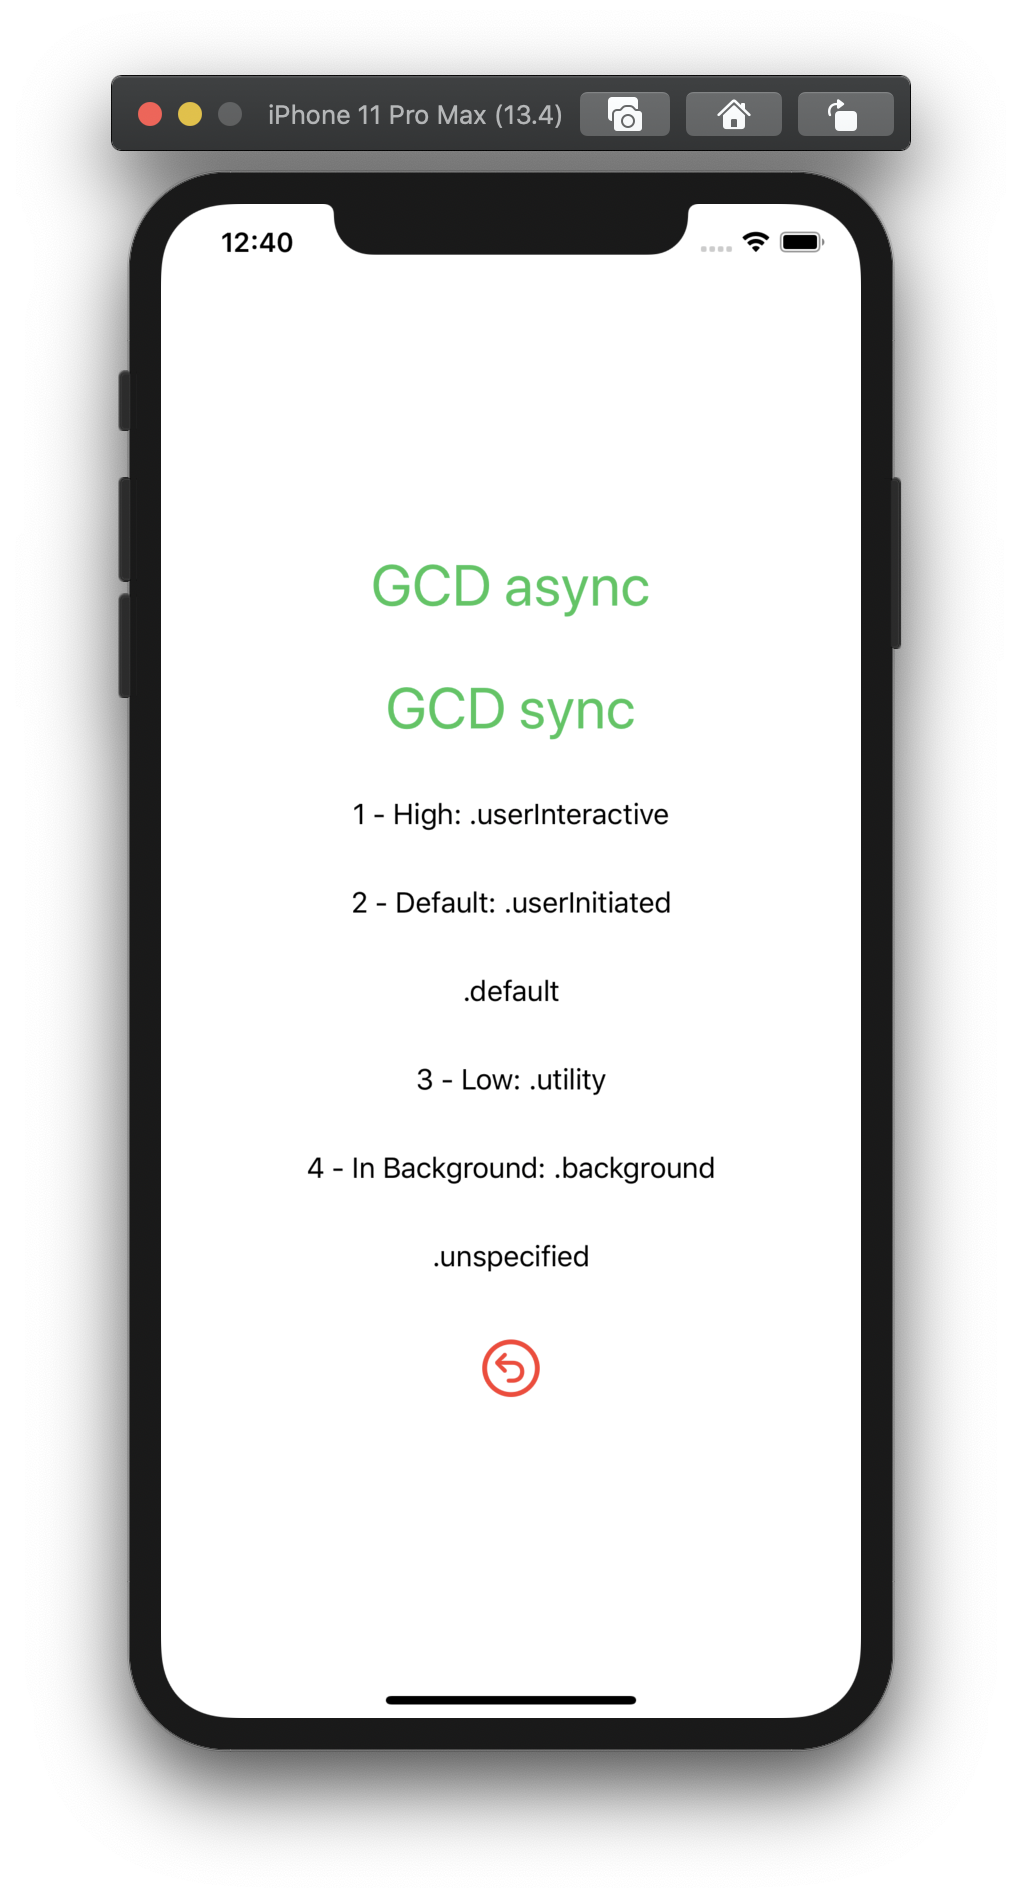 iPhone 11 Pro Max (13.4)
12:40
GCD async
GCD sync
1 - High: .userInteractive
2 - Default: .userInitiated
.default
3 - Low: .utility
4 - In Background: .background
.unspecified